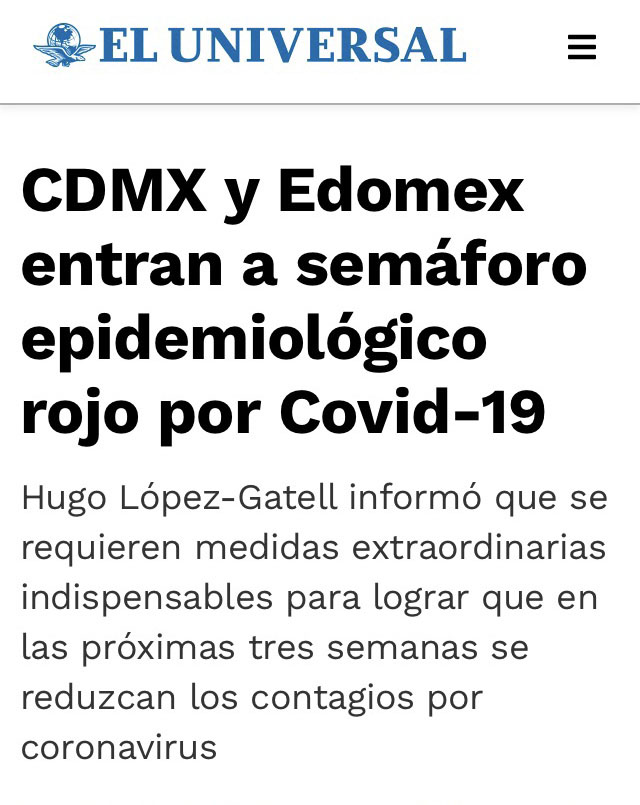 EL UNIVERSAL
CDMX y Edomex
entran a semáforo
epidemiológico
rojo por Covid-19
Hugo López-Gatell informó que se
requieren medidas extraordinarias
indispensables para lograr que en
las próximas tres semanas se
reduzcan los contagios por
coronavirus